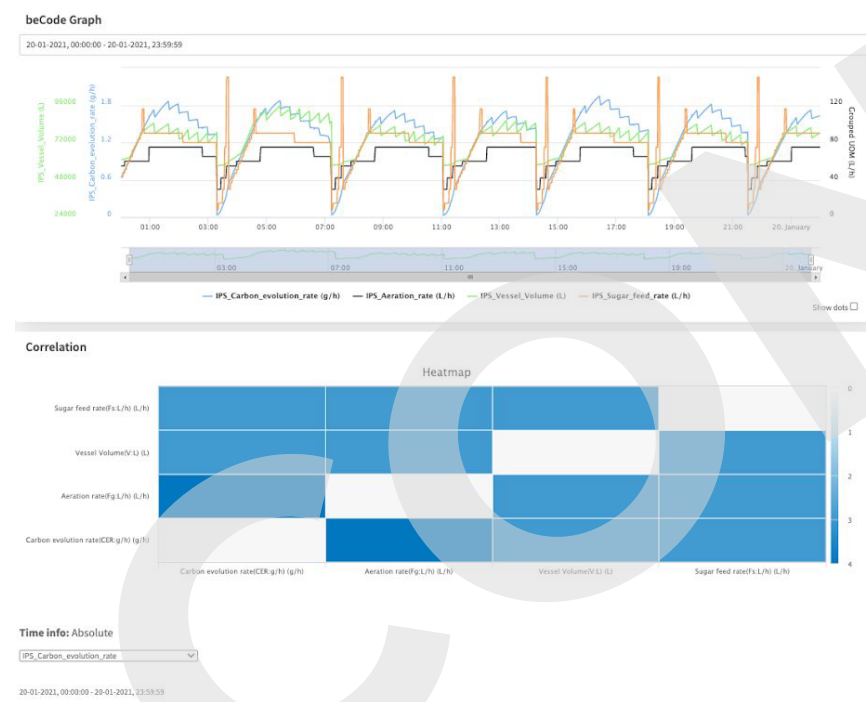 beCode Graph
20-01-2021, 00:00:00 - 20-01-2021, 23:59:59
IPS_Vessel_Volume (L)
96000
72000
48000
24000
IPS_Carbon_evolution_rate (g/h)
1.8
1.2
0.6
0
120
80
40
0
Grouped UOM (L/h)
01:00 03:00 05:00 07:00 09:00 11:00 13:00 15:00 17:00 19:00 21:00 20. January
03:00 07:00 11:00 15:00 19:00 20. January
IPS_Carbon_evolution_rate (g/h) IPS_Aeration_rate (L/h) IPS_Vessel_Volume (L) IPS_Sugar_feed_rate (L/h)
Show dots
Correlation
Heatmap
Sugar feed rate(Fs:L/h) (L/h)
Vessel Volume(V:L) (L)
Aeration rate(Fg:L/h) (L/h)
Carbon evolution rate(CER:g/h) (g/h)
0
1
2
3
4
Carbon evolution rate(CER:g/h) (g/h) Aeration rate(Fg:L/h) (L/h) Vessel Volume(V:L) (L) Sugar feed rate(Fs:L/h) (L/h)
Time info: Absolute
IPS_Carbon_evolution_rate
20-01-2021, 00:00:00 - 20-01-2021, 23:59:59